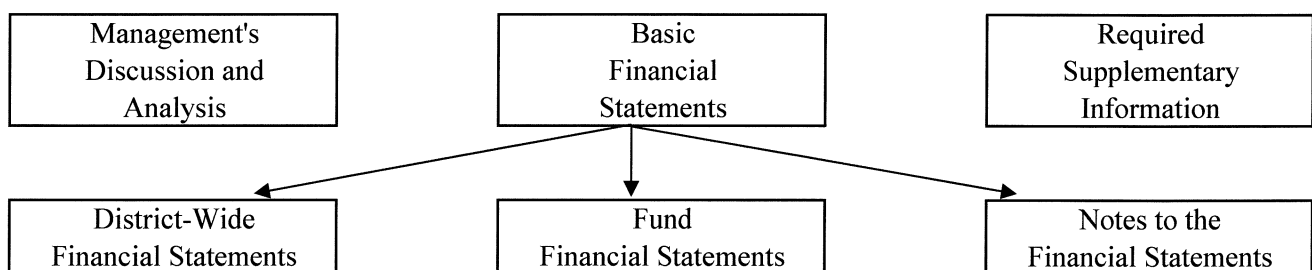 Management's
Discussion and
Analysis
Basic
Financial
Statements
Required
Supplementary
Information
District-Wide
Financial Statements
Fund
Financial Statements
Notes to the
Financial Statements